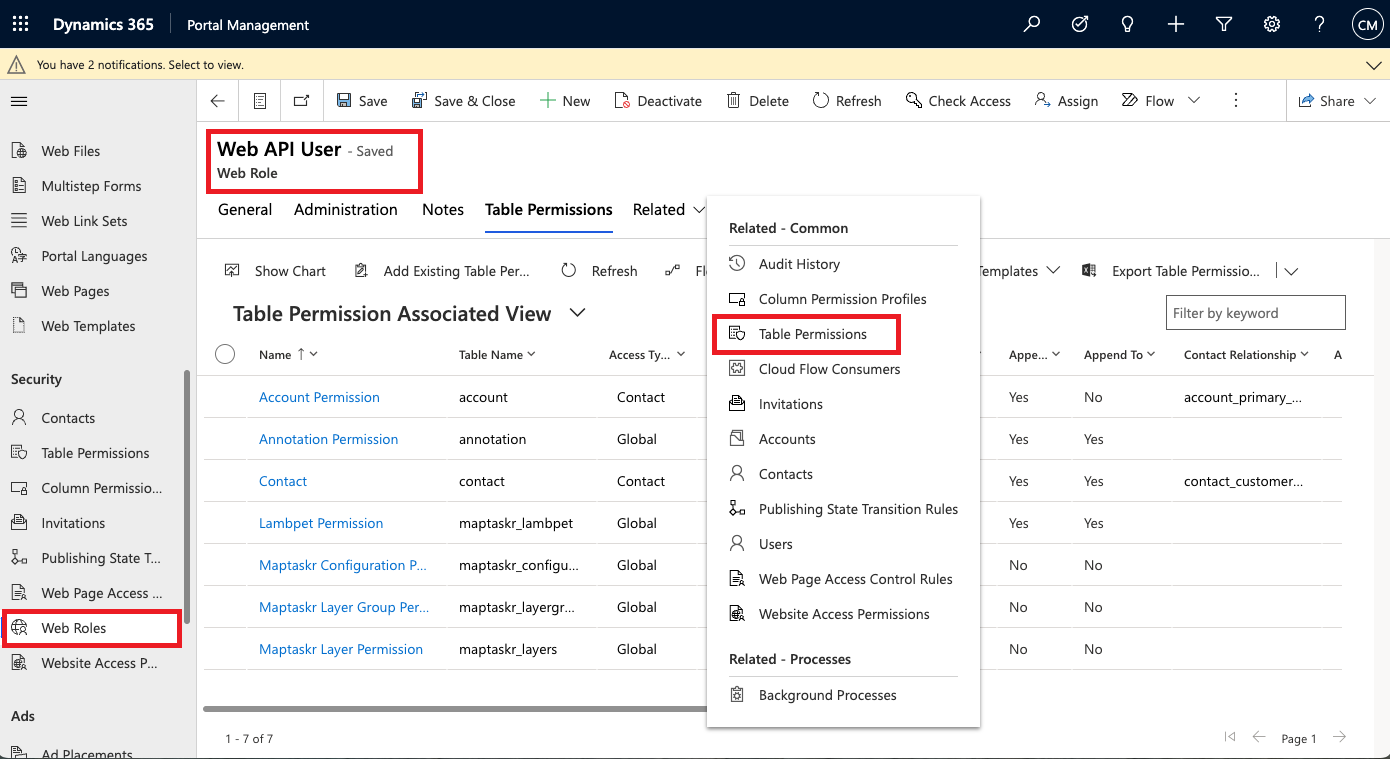 Dynamics 365 Portal Management CM
You have 2 notifications. Select to view.
Save Save & Close New Deactivate Delete Refresh Check Access Assign Flow Share
Web Files
Multistep Forms
Web Link Sets
Portal Languages
Web Pages
Web Templates
Security
Contacts
Table Permissions
Column Permissio...
Invitations
Publishing State T...
Web Page Access ...
Web Roles
Website Access P...
Ads
Ad Placements
Web API User - Saved
Web Role
General Administration Notes Table Permissions Related
Show Chart Add Existing Table Per... Refresh Templates Export Table Permissio...
Table Permission Associated View
Filter by keyword
Name ↑ Table Name Access Ty... Appe... Append To Contact Relationship A
Account Permission account Contact Yes No account_primary_...
Annotation Permission annotation Global Yes Yes
Contact contact Contact Yes Yes contact_customer...
Lambpet Permission maptaskr_lambpet Global Yes Yes
Maptaskr Configuration P... maptaskr_configu... Global No No
Maptaskr Layer Group Per... maptaskr_layergr... Global No No
Maptaskr Layer Permission maptaskr_layers Global No No
1 - 7 of 7
Page 1
Related - Common
Audit History
Column Permission Profiles
Table Permissions
Cloud Flow Consumers
Invitations
Accounts
Contacts
Publishing State Transition Rules
Users
Web Page Access Control Rules
Website Access Permissions
Related - Processes
Background Processes